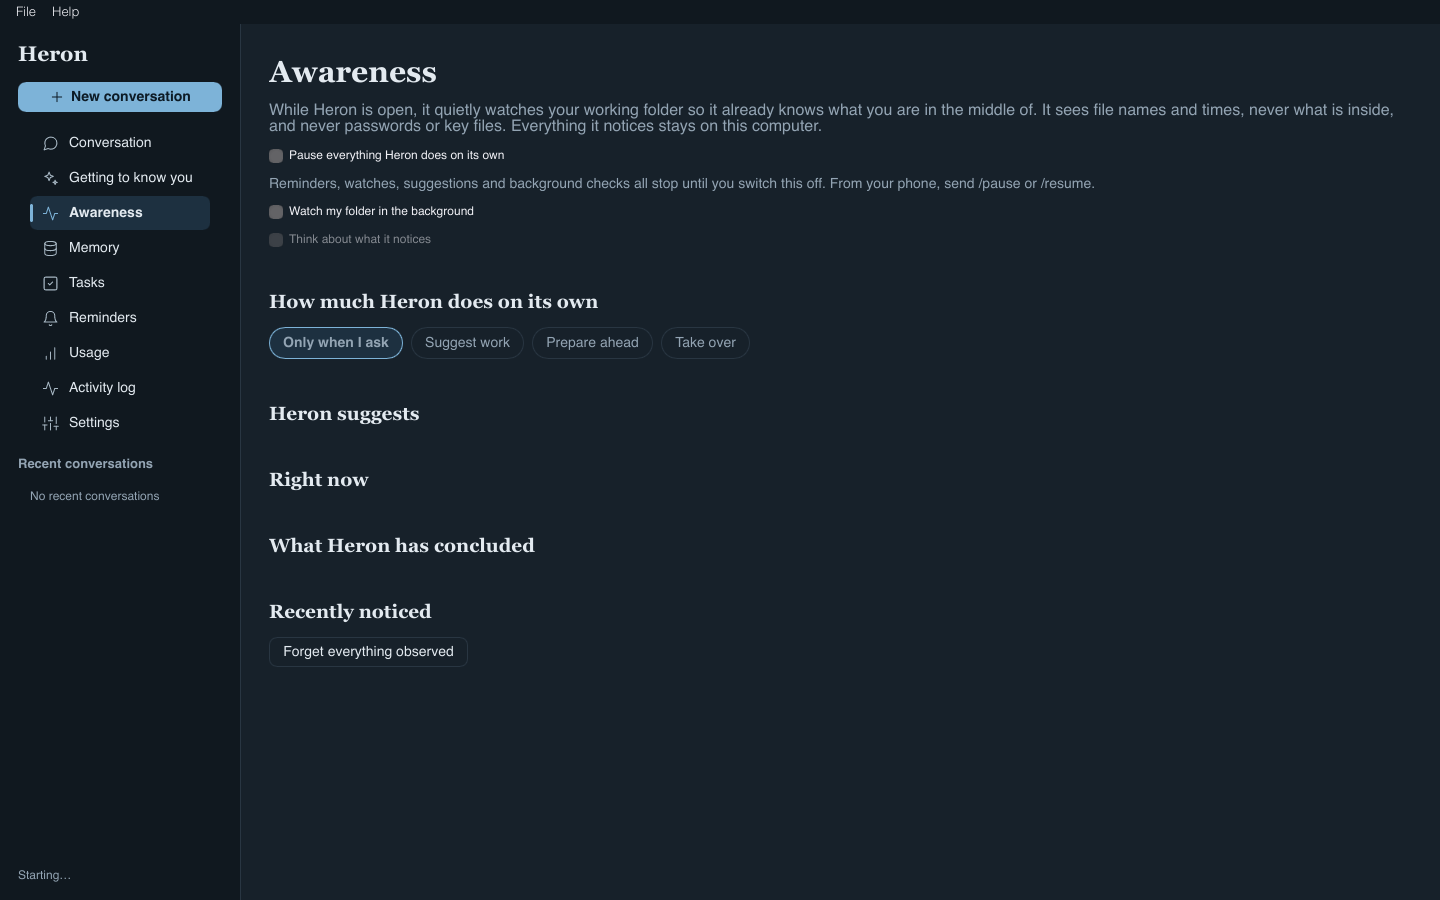 File Help
Heron
New conversation
Conversation
Getting to know you
Awareness
Memory
Tasks
Reminders
Usage
Activity log
Settings
Recent conversations
No recent conversations
Starting...
Awareness
While Heron is open, it quietly watches your working folder so it already knows what you are in the middle of. It sees file names and times, never what is inside,
and never passwords or key files. Everything it notices stays on this computer.
Pause everything Heron does on its own
Reminders, watches, suggestions and background checks all stop until you switch this off. From your phone, send /pause or /resume.
Watch my folder in the background
Think about what it notices
How much Heron does on its own
Only when I ask Suggest work Prepare ahead Take over
Heron suggests
Right now
What Heron has concluded
Recently noticed
Forget everything observed